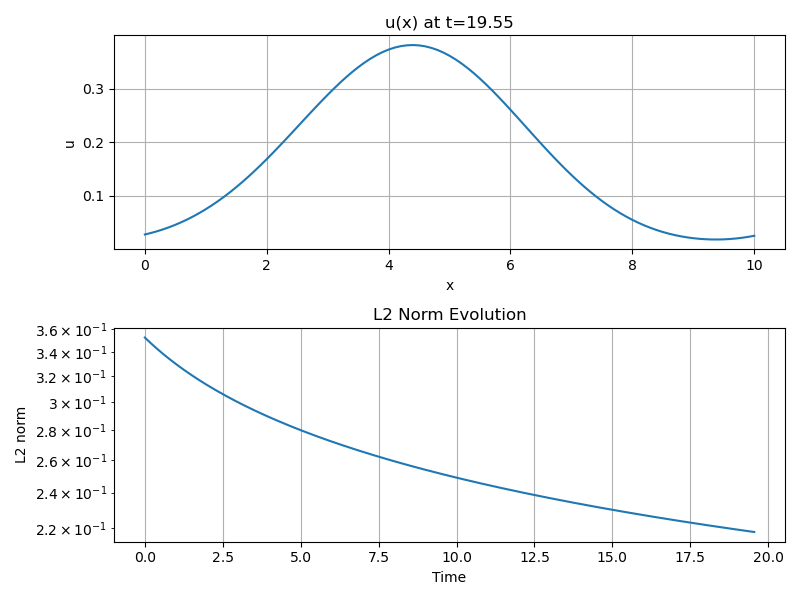 u(x) at t=19.55
u
0.3
0.2
0.1
0 2 4 6 8 10
x
L2 Norm Evolution
L2 norm
3.6 × 10⁻¹
3.4 × 10⁻¹
3.2 × 10⁻¹
3 × 10⁻¹
2.8 × 10⁻¹
2.6 × 10⁻¹
2.4 × 10⁻¹
2.2 × 10⁻¹
0.0 2.5 5.0 7.5 10.0 12.5 15.0 17.5 20.0
Time